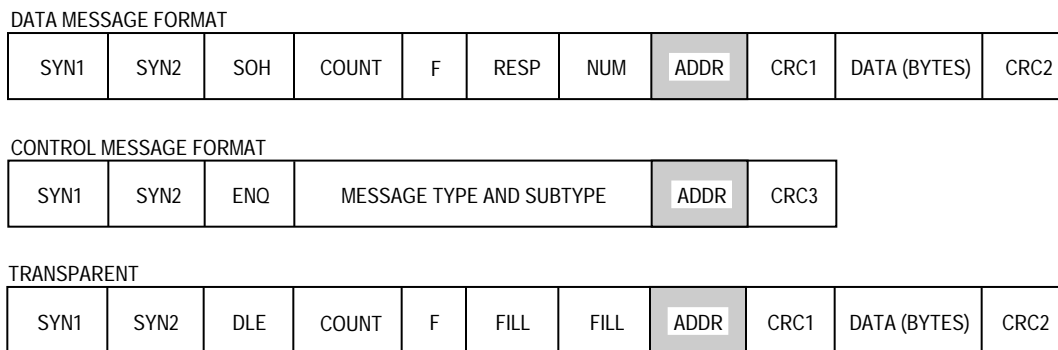 DATA MESSAGE FORMAT
SYN1 SYN2 SOH COUNT F RESP NUM ADDR CRC1 DATA (BYTES) CRC2
CONTROL MESSAGE FORMAT
SYN1 SYN2 ENQ MESSAGE TYPE AND SUBTYPE ADDR CRC3
TRANSPARENT
SYN1 SYN2 DLE COUNT F FILL FILL ADDR CRC1 DATA (BYTES) CRC2